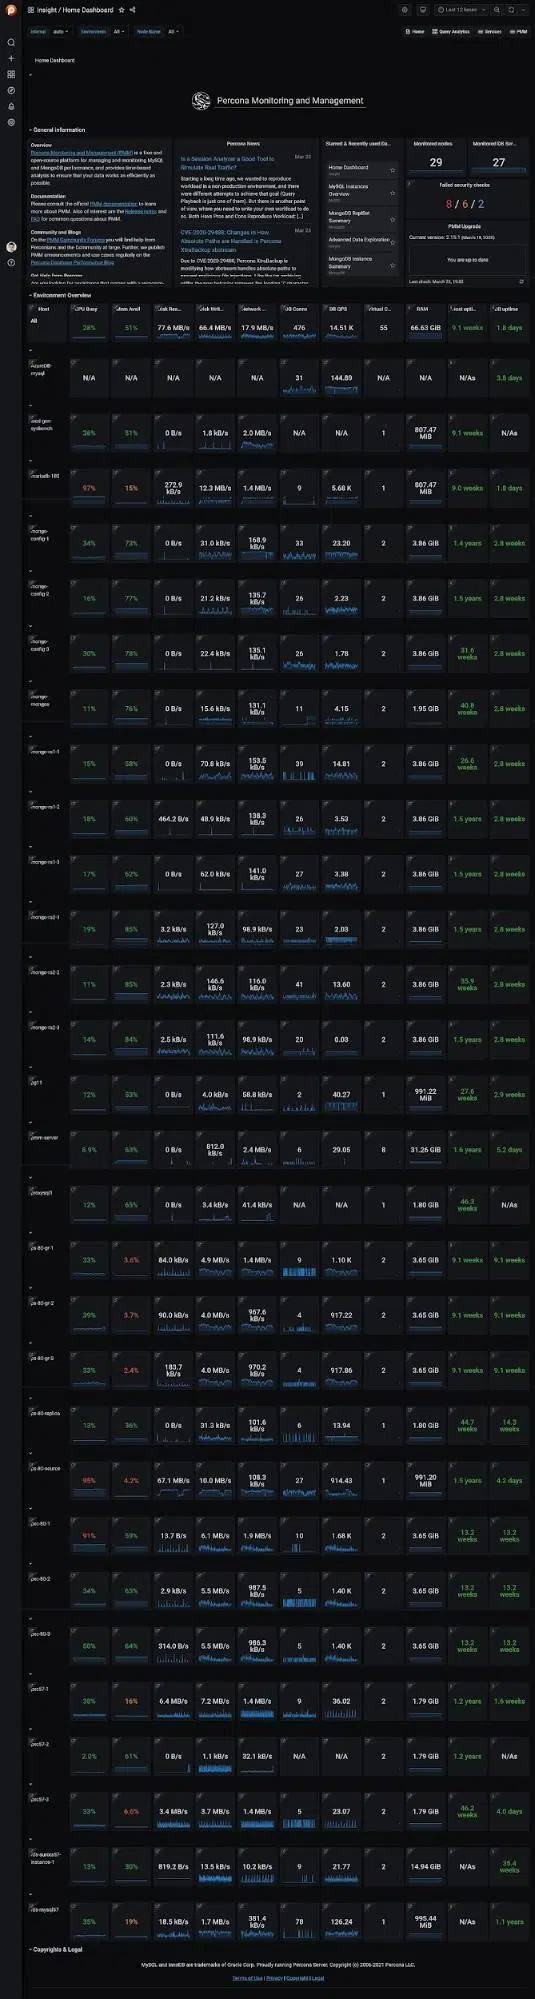 Insight / Home Dashboard
Last 12 hours
Interval auto Environment All Node Name All
Home Query Analytics Services PMM
Home Dashboard
Percona Monitoring and Management
General information
Overview
Percona Monitoring and Management (PMM) is a free and
open-source platform for managing and monitoring MySQL
and MongoDB performance, and provides time-based
analysis to ensure that your data works as efficiently as
possible.
Documentation:
Please consult the official PMM documentation to learn
more about PMM. Also of interest are the Release notes and
FAQ for common questions about PMM.
Community and Blogs
On the PMM Community Forums you will find help from
Perconians and the Community at large. Further, we publish
PMM enhancements and use cases regularly on the
Percona Database Performance Blog
Percona News
Is a Session Analyzer a Good Tool to
Simulate Real Traffic?
Mar 23
Starting a long time ago, we wanted to reproduce
workload in a non-production environment, and there
were different attempts to achieve that goal (Query
Playback is just one of them). But there is another
point of view, where you need to write your own workload to do
so. Both Have Pros and Cons Reproduce Workload: [...]
CVE-2020-29488: Changes in How
Absolute Paths are Handled in Percona
XtraBackup xbstream
Mar 22
Starred & Recently used Da...
Home Dashboard
Insight
MySQL Instances
Overview
MongoDB ReplSet
Summary
Advanced Data Exploration
MongoDB Instance
Summary
Monitored nodes
29
Monitored DB Ser...
27
Failed security checks
8 / 6 / 2
PMM Upgrade
You are up to date
Environment Overview
Host CPU Busy Mem Avail Disk Rea... Disk Writ... Network ... DB Conns DB QPS Virtual C... RAM Host upti... DB uptime
All 28% 51% 77.6 MB/s 66.4 MB/s 17.9 MB/s 476 14.51 K 55 66.63 GiB 9.1 weeks 1.8 days
N/A N/A N/A N/A N/A 31 144.89 N/A N/A N/As 3.8 days
51% 0 B/s 1.8 kB/s 2.0 MB/s N/A N/A 1 807.47 MiB 9.1 weeks N/As
97% 15% 272.9 kB/s 12.3 MB/s 1.4 MB/s 9 5.68 K 1 807.47 MiB 9.0 weeks 1.8 days
mongo-config-1 34% 73% 0 B/s 31.0 kB/s 168.9 kB/s 33 23.20 2 3.86 GiB 1.4 years 2.8 weeks
mongo-config-2 16% 77% 0 B/s 21.2 kB/s 135.7 kB/s 26 2.23 2 3.86 GiB 1.5 years 2.8 weeks
mongo-config-3 30% 78% 0 B/s 22.4 kB/s 135.1 kB/s 26 1.78 2 3.86 GiB 31.6 weeks 2.8 weeks
mongo-mongos 11% 76% 0 B/s 15.6 kB/s 131.1 kB/s 11 4.15 2 1.95 GiB 40.8 weeks 2.8 weeks
mongo-rs1-1 15% 58% 0 B/s 70.8 kB/s 153.5 kB/s 39 14.81 2 3.86 GiB 26.6 weeks 2.8 weeks
mongo-rs1-2 18% 60% 464.2 B/s 48.9 kB/s 138.3 kB/s 26 3.53 2 3.86 GiB 1.5 years 2.8 weeks
mongo-rs1-3 17% 62% 0 B/s 62.0 kB/s 141.0 kB/s 27 3.38 2 3.86 GiB 1.5 years 2.8 weeks
mongo-rs2-1 19% 85% 3.2 kB/s 127.0 kB/s 98.9 kB/s 23 2.03 2 3.86 GiB 1.5 years 2.8 weeks
mongo-rs2-2 11% 85% 2.3 kB/s 146.6 kB/s 116.0 kB/s 41 13.60 2 3.86 GiB 35.9 weeks 2.8 weeks
mongo-rs2-3 14% 84% 2.5 kB/s 111.6 kB/s 98.9 kB/s 20 0.03 2 3.86 GiB 1.5 years 2.8 weeks
pg11 12% 53% 0 B/s 4.0 kB/s 58.8 kB/s 2 40.27 1 991.22 MiB 27.6 weeks 2.9 weeks
pmm-server 8.9% 63% 0 B/s 812.0 kB/s 2.4 MB/s 6 29.05 8 31.26 GiB 1.6 years 5.2 days
proxysql1 12% 65% 0 B/s 3.4 kB/s 41.4 kB/s N/A N/A 1 1.80 GiB 46.3 weeks N/As
ps-80-gr-1 33% 3.6% 84.0 kB/s 4.9 MB/s 1.4 MB/s 9 1.10 K 2 3.65 GiB 9.1 weeks 9.1 weeks
ps-80-gr-2 39% 3.7% 90.0 kB/s 4.0 MB/s 967.6 kB/s 4 917.22 2 3.65 GiB 9.1 weeks 9.1 weeks
ps-80-gr-3 33% 2.4% 183.7 kB/s 4.0 MB/s 970.2 kB/s 4 917.86 2 3.65 GiB 9.1 weeks 9.1 weeks
ps-80-replica 13% 36% 0 B/s 31.3 kB/s 101.6 kB/s 6 13.94 1 1.80 GiB 44.7 weeks 14.3 weeks
ps-80-source 95% 4.2% 67.1 MB/s 10.0 MB/s 108.3 kB/s 27 914.43 1 991.20 MiB 1.5 years 4.2 days
pxc-80-1 91% 59% 13.7 B/s 6.1 MB/s 1.9 MB/s 10 1.68 K 2 3.65 GiB 13.2 weeks 13.2 weeks
pxc-80-2 34% 63% 2.9 kB/s 5.5 MB/s 987.5 kB/s 5 1.40 K 2 3.65 GiB 13.2 weeks 13.2 weeks
pxc-80-3 50% 64% 314.0 B/s 5.5 MB/s 986.3 kB/s 5 1.40 K 2 3.65 GiB 13.2 weeks 13.2 weeks
pxc57-1 38% 16% 6.4 MB/s 7.2 MB/s 1.4 MB/s 9 36.02 2 1.79 GiB 1.2 years 1.6 weeks
pxc57-2 2.0% 61% 0 B/s 1.1 kB/s 32.1 kB/s N/A N/A 2 1.79 GiB 1.2 years N/As
pxc57-3 33% 6.6% 3.4 MB/s 3.7 MB/s 1.4 MB/s 5 23.07 2 1.79 GiB 46.2 weeks 4.0 days
13% 30% 819.2 B/s 13.5 kB/s 10.2 kB/s 9 21.77 2 14.94 GiB N/As 35.4 weeks
rds-mysql57 35% 19% 18.5 kB/s 1.7 MB/s 381.4 kB/s 78 126.24 1 995.44 MiB N/As 1.1 years
Copyrights & Legal
MySQL and InnoDB are trademarks of Oracle Corp. Proudly running Percona Server. Copyright (c) 2006-2021 Percona LLC.
Terms of Use | Privacy | Copyright | Legal